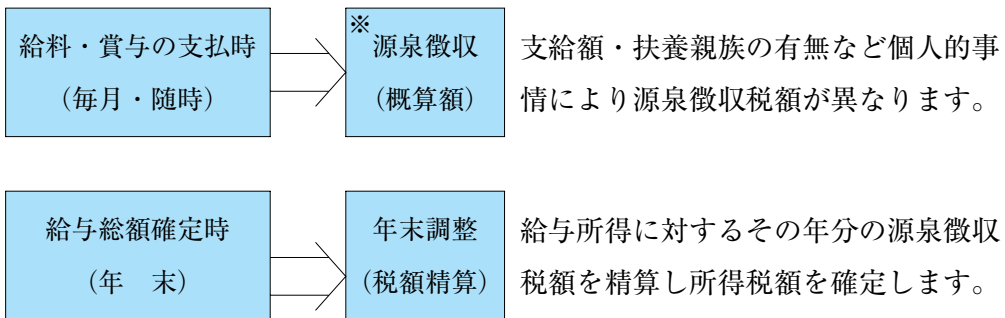 給料・賞与の支払時
（毎月・随時）
※
源泉徴収
（概算額）
支給額・扶養親族の有無など個人的事
情により源泉徴収税額が異なります。
給与総額確定時
（年　末）
年末調整
（税額精算）
給与所得に対するその年分の源泉徴収
税額を精算し所得税額を確定します。